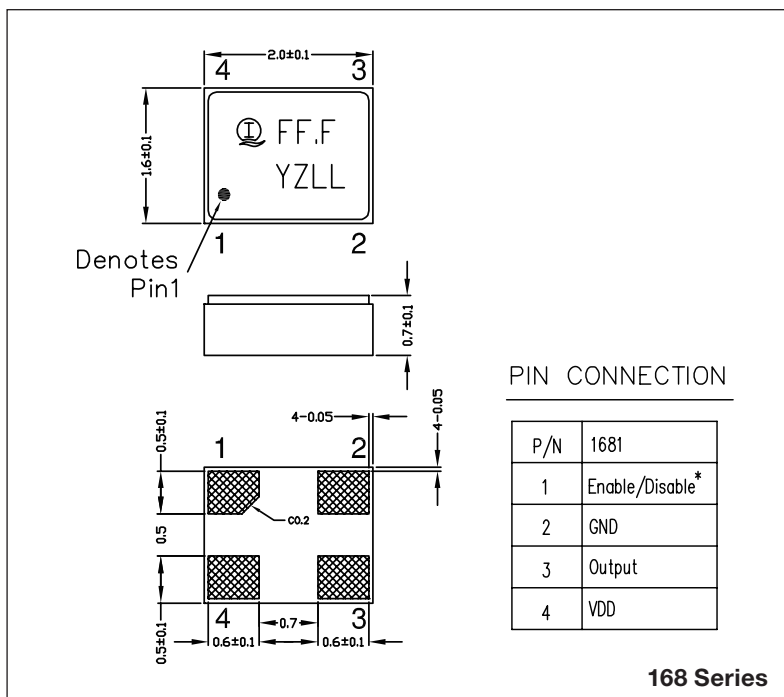 2.0±0.1
4 3
1.6±0.1
I FF.F
YZLL
1 2
Denotes
Pin1
0.7±0.1
PIN CONNECTION
P/N 1681
1 Enable/Disable*
2 GND
3 Output
4 VDD
4-0.05
4-0.05
0.5±0.1
1 2
C0.2
0.5
0.5±0.1
4 3
0.7
0.6±0.1 0.6±0.1
168 Series